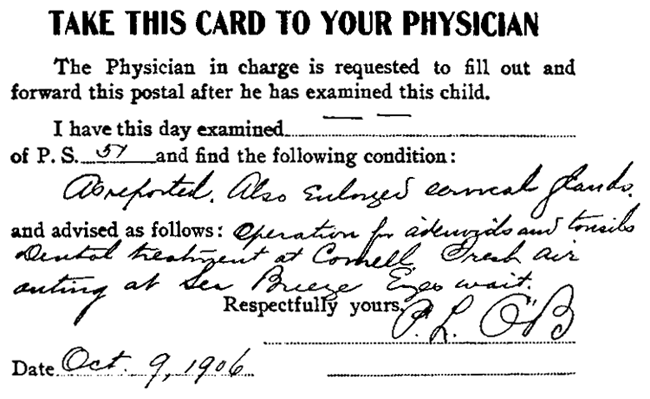 TAKE THIS CARD TO YOUR PHYSICIAN
The Physician in charge is requested to fill out and
forward this postal after he has examined this child.
I have this day examined
of P. S. 51 and find the following condition:
As reported. Also Enlarged cervical glands.
and advised as follows: Operation for adenoids and tonsils
Dental treatment at Cornell Fresh air
outing at Sea Breeze Eyes wait.
Respectfully yours,
P. L. O'B
Date Oct. 9, 1906